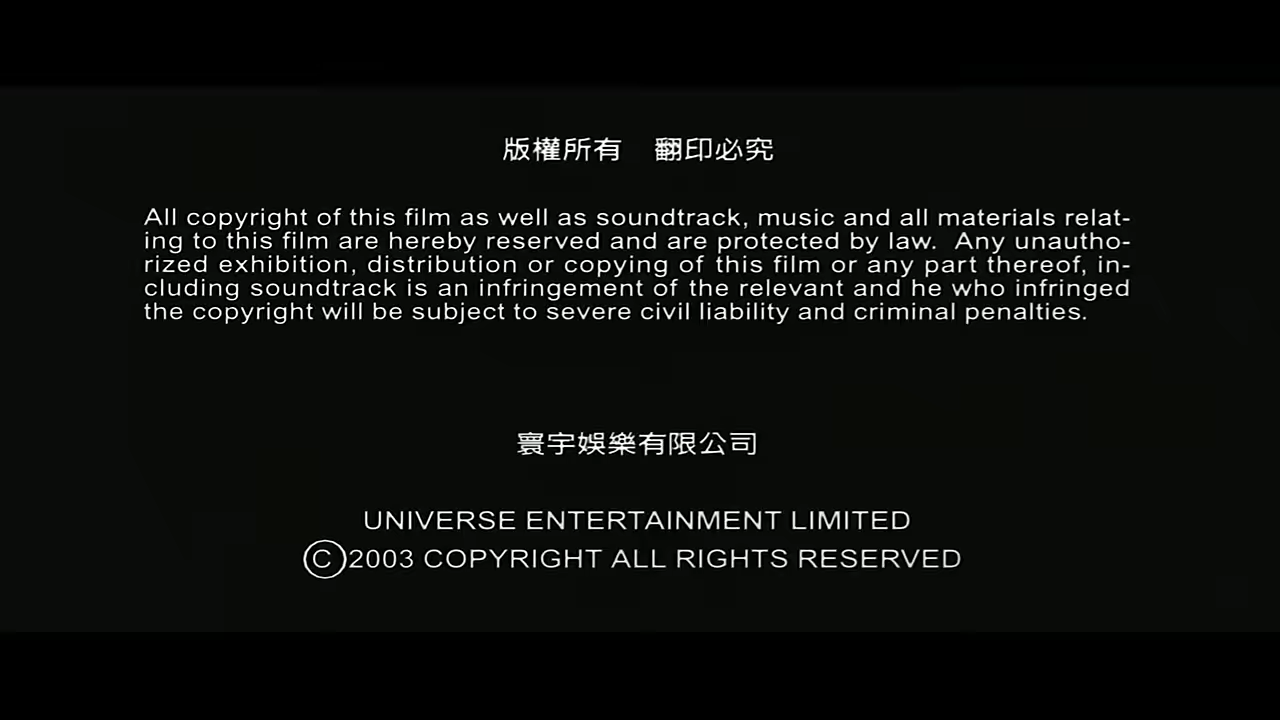 版權所有　翻印必究
All copyright of this film as well as soundtrack, music and all materials relat-
ing to this film are hereby reserved and are protected by law.  Any unautho-
rized exhibition, distribution or copying of this film or any part thereof, in-
cluding soundtrack is an infringement of the relevant and he who infringed
the copyright will be subject to severe civil liability and criminal penalties.
寰宇娛樂有限公司
UNIVERSE ENTERTAINMENT LIMITED
©2003 COPYRIGHT ALL RIGHTS RESERVED